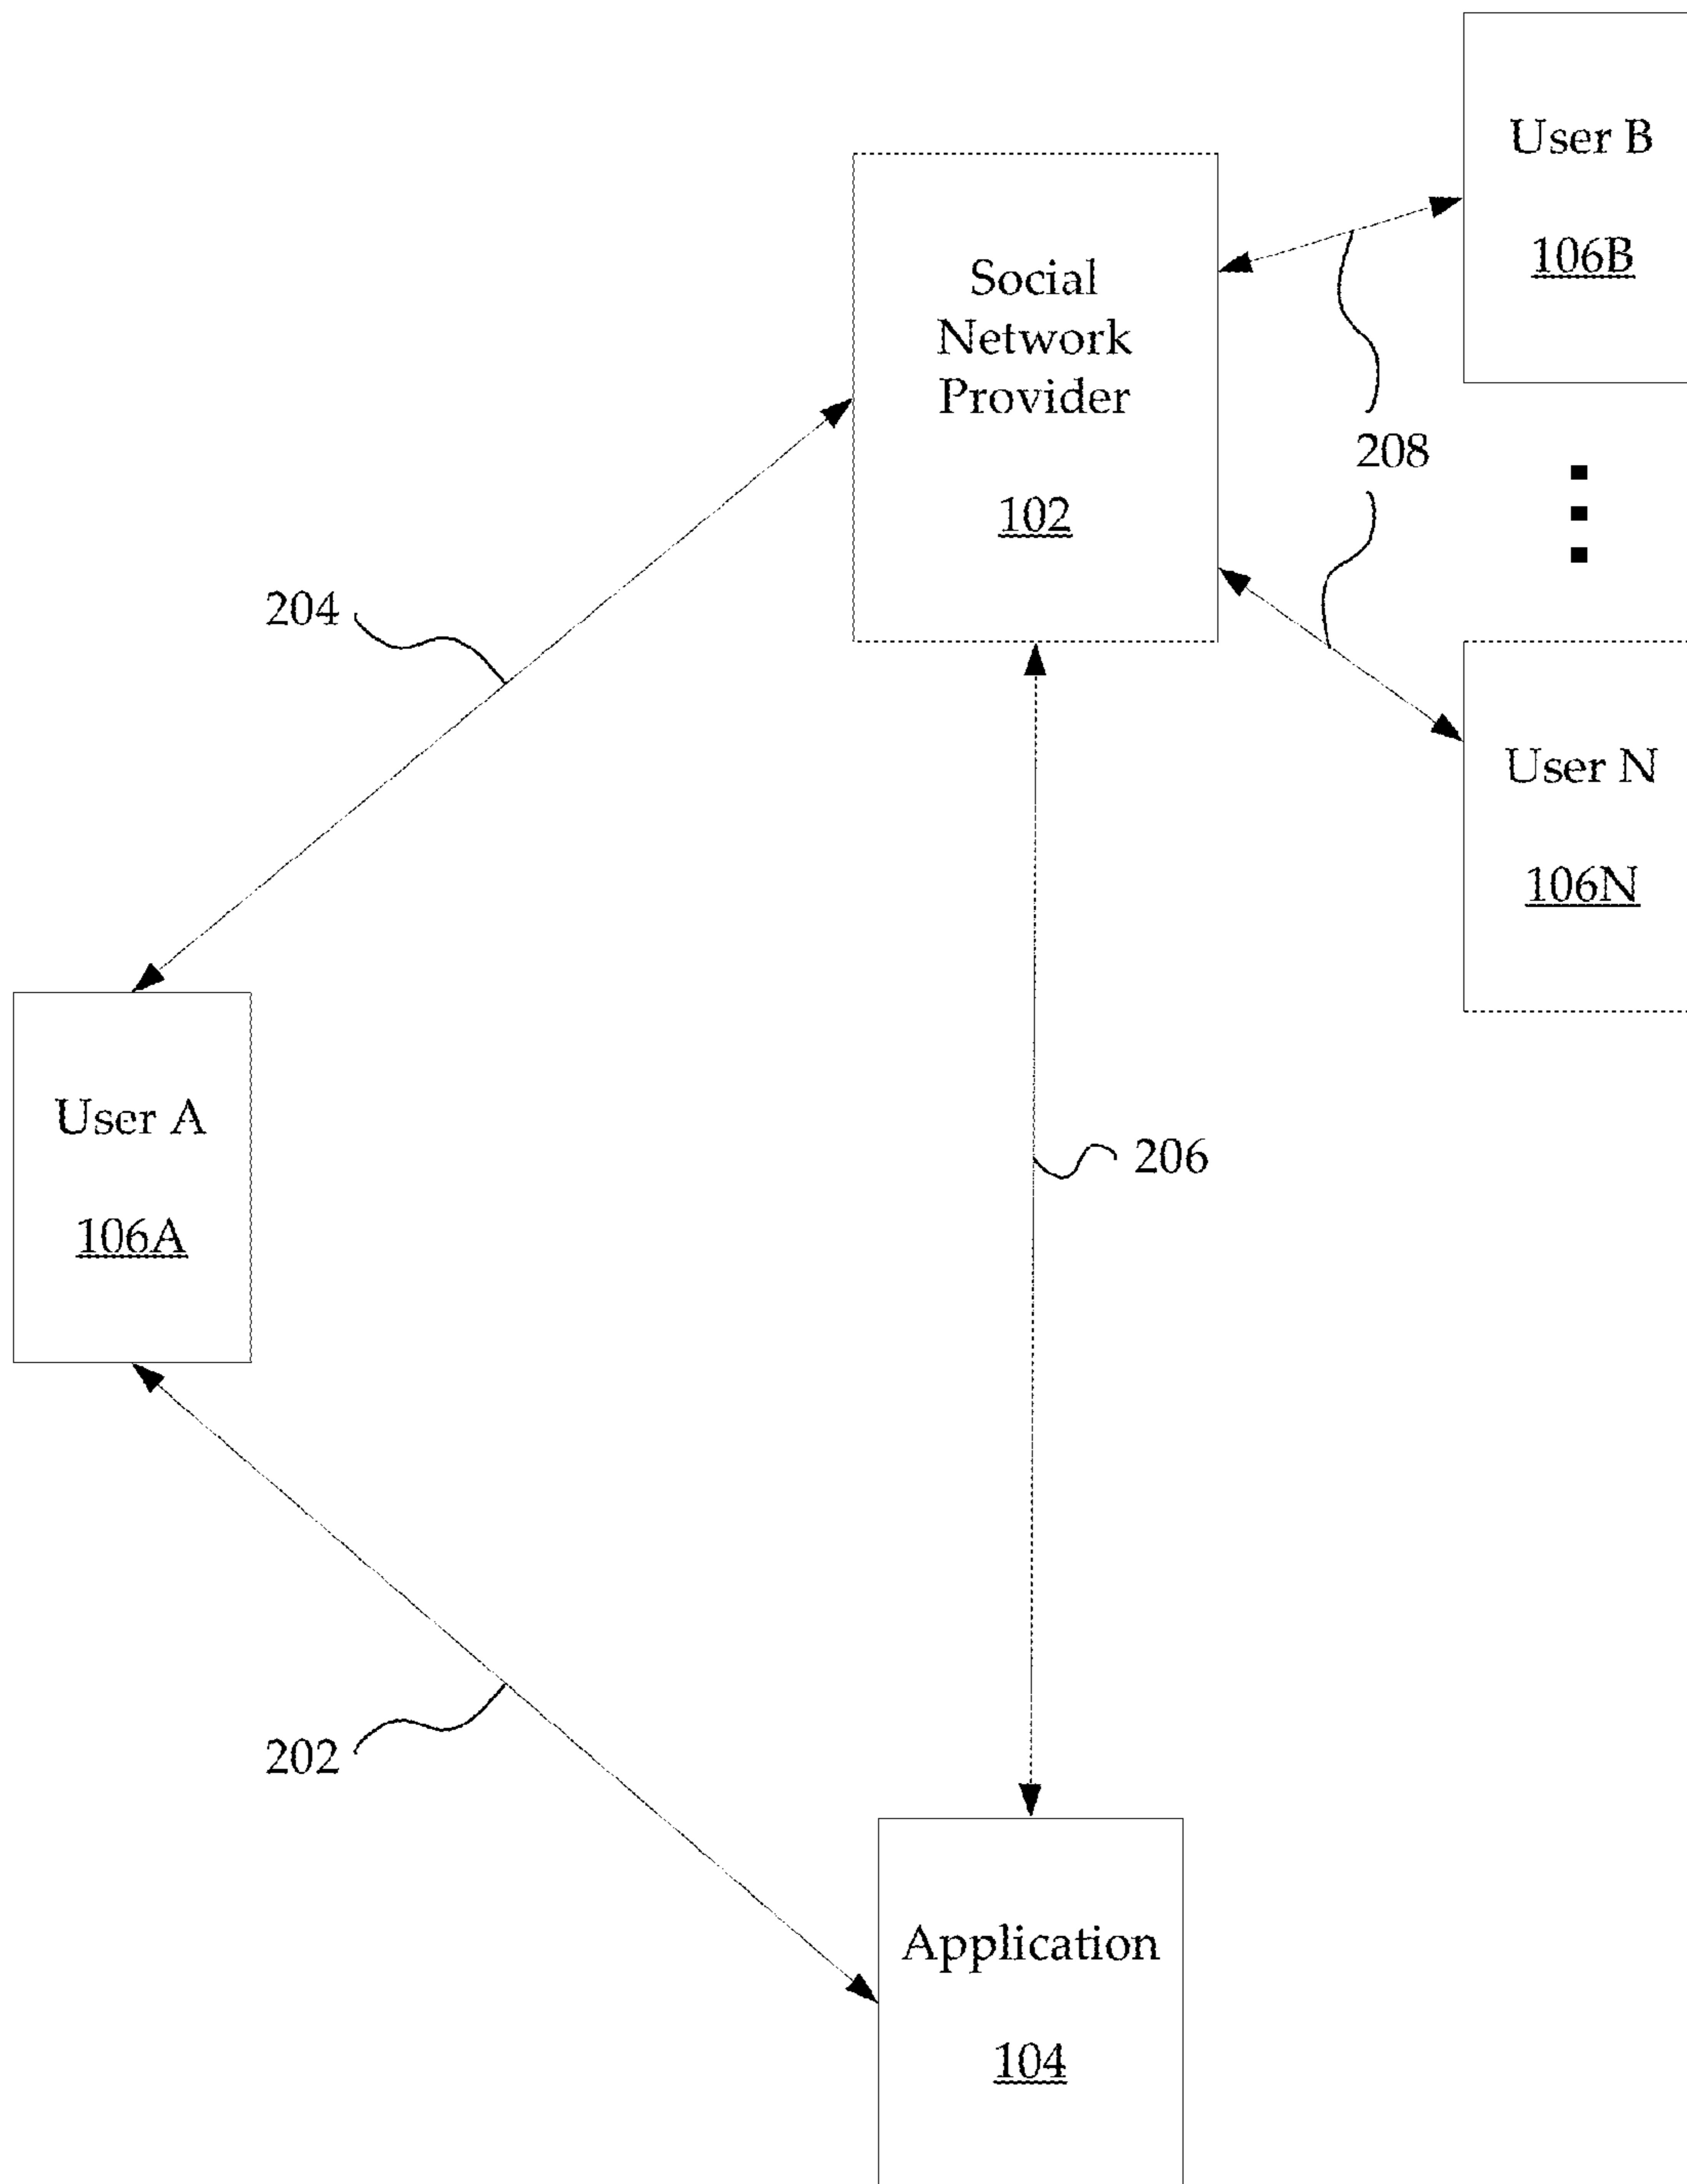 User B
106B
Social
Network
Provider
102
208
204
User N
106N
User A
106A
206
202
Application
104